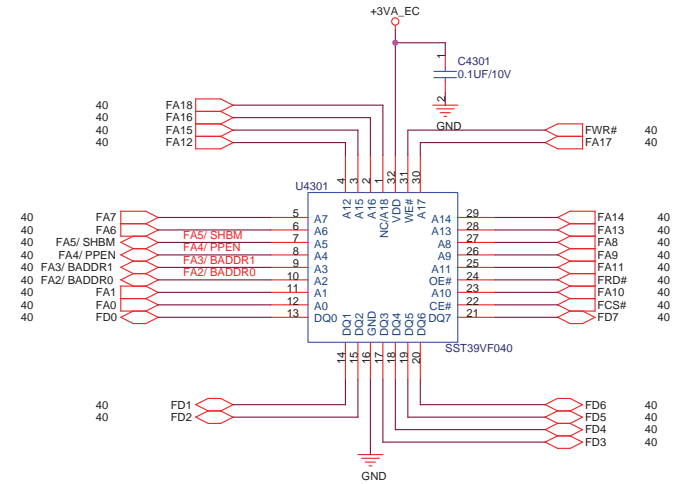 +3VA_EC
1
C4301
0.1UF/10V
2
GND
40 FA18
40 FA16
40 FA15
40 FA12
FWR# 40
FA17 40
4 3 2 1 32 31 30
U4301
A12 A15 A16 NC/A18 VDD WE# A17
40 FA7 5 A7 A14 29 FA14 40
40 FA6 6 A6 A13 28 FA13 40
40 FA5/ SHBM FA5/ SHBM 7 A5 A8 27 FA8 40
40 FA4/ PPEN FA4/ PPEN 8 A4 A9 26 FA9 40
40 FA3/ BADDR1 FA3/ BADDR1 9 A3 A11 25 FA11 40
40 FA2/ BADDR0 FA2/ BADDR0 10 A2 OE# 24 FRD# 40
40 FA1 11 A1 A10 23 FA10 40
40 FA0 12 A0 CE# 22 FCS# 40
40 FD0 13 DQ0 DQ7 21 FD7 40
DQ1 DQ2 GND DQ3 DQ4 DQ5 DQ6
SST39VF040
14 15 16 17 18 19 20
40 FD1
40 FD2
FD6 40
FD5 40
FD4 40
FD3 40
GND